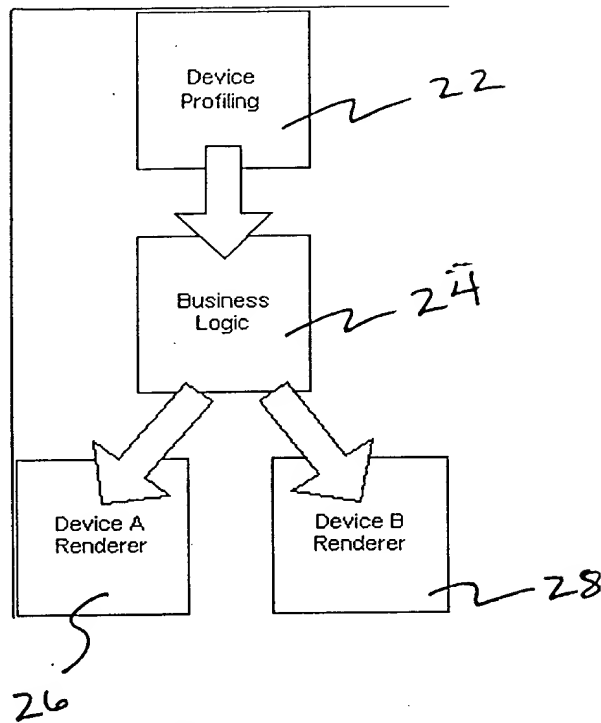 Device
Profiling
22
Business
Logic
24
Device A
Renderer
Device B
Renderer
28
26